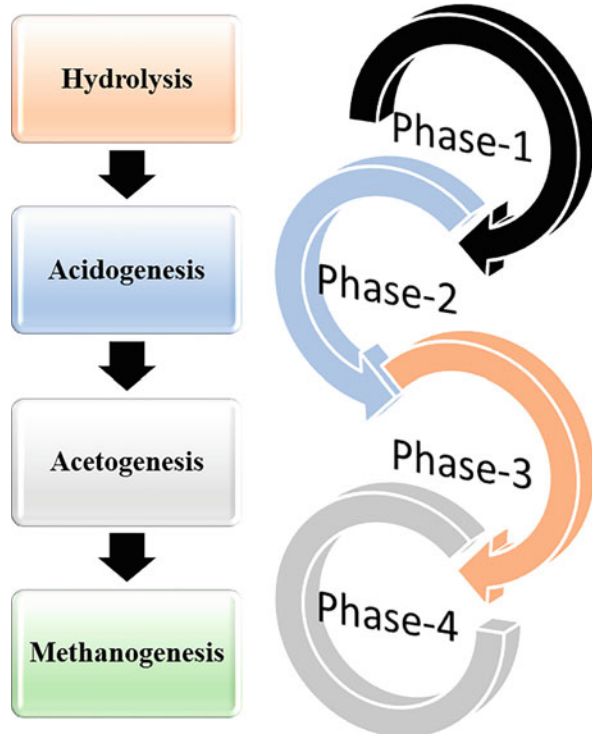 Hydrolysis
Phase-1
Acidogenesis
Phase-2
Acetogenesis
Phase-3
Methanogenesis
Phase-4